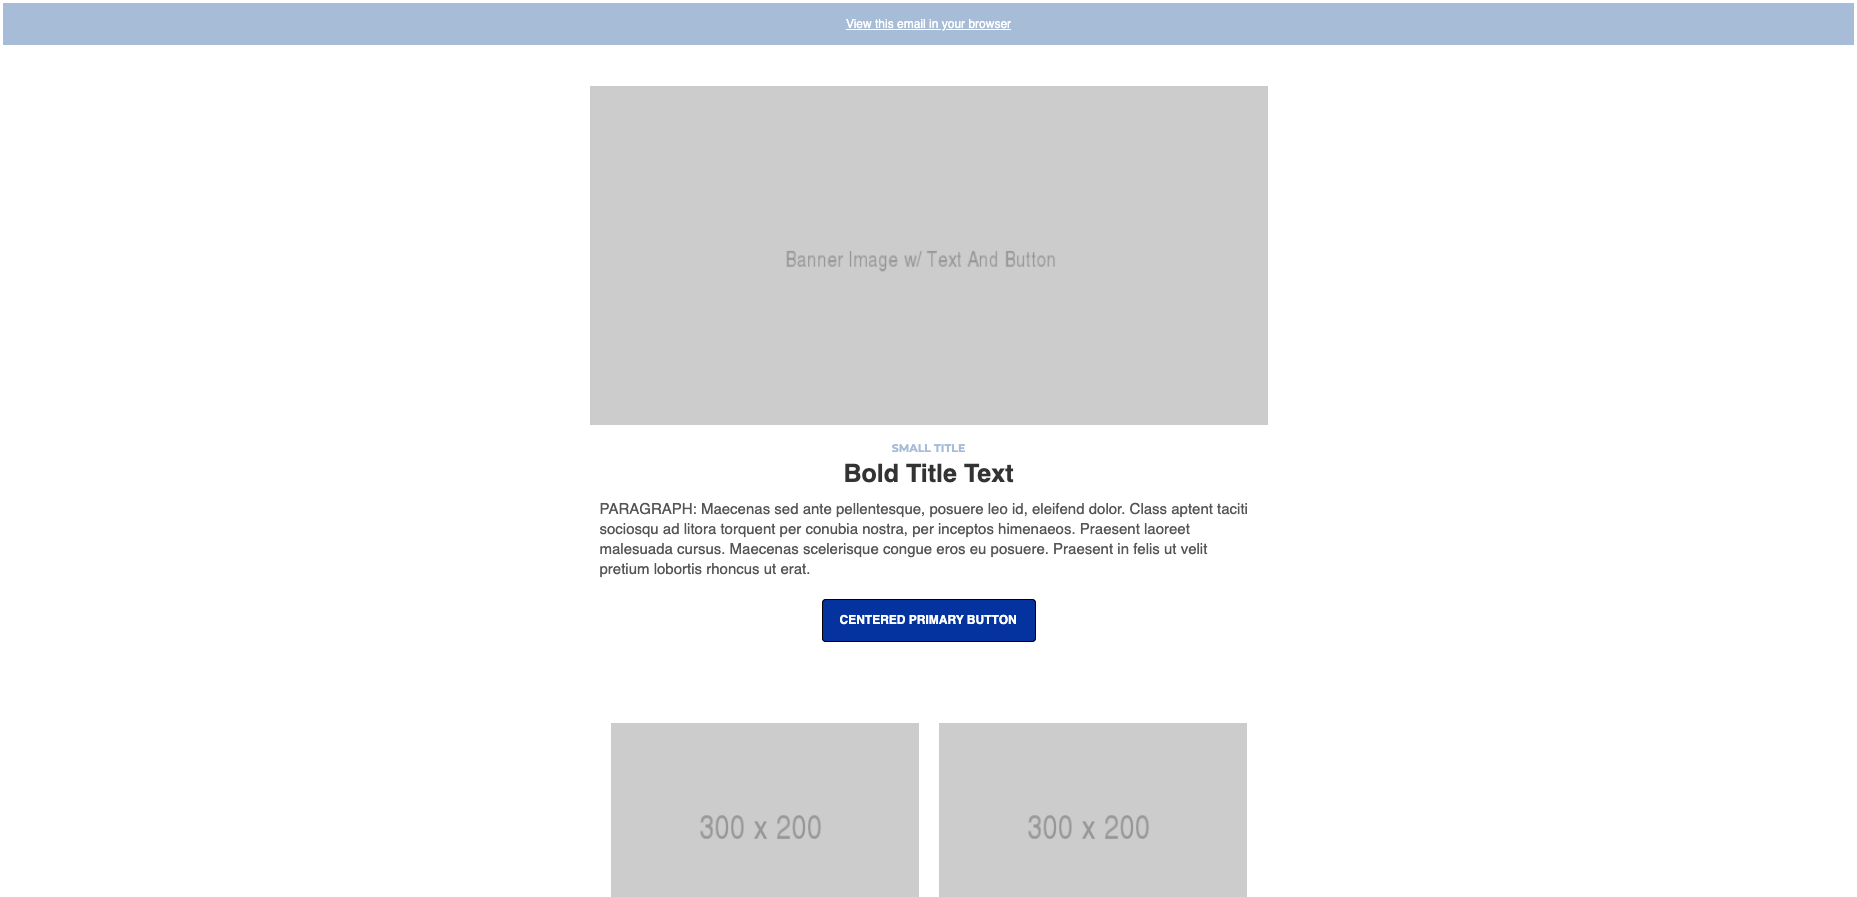 View this email in your browser
Banner Image w/ Text And Button
SMALL TITLE
Bold Title Text
PARAGRAPH: Maecenas sed ante pellentesque, posuere leo id, eleifend dolor. Class aptent taciti
sociosqu ad litora torquent per conubia nostra, per inceptos himenaeos. Praesent laoreet
malesuada cursus. Maecenas scelerisque congue eros eu posuere. Praesent in felis ut velit
pretium lobortis rhoncus ut erat.
CENTERED PRIMARY BUTTON
300 x 200
300 x 200